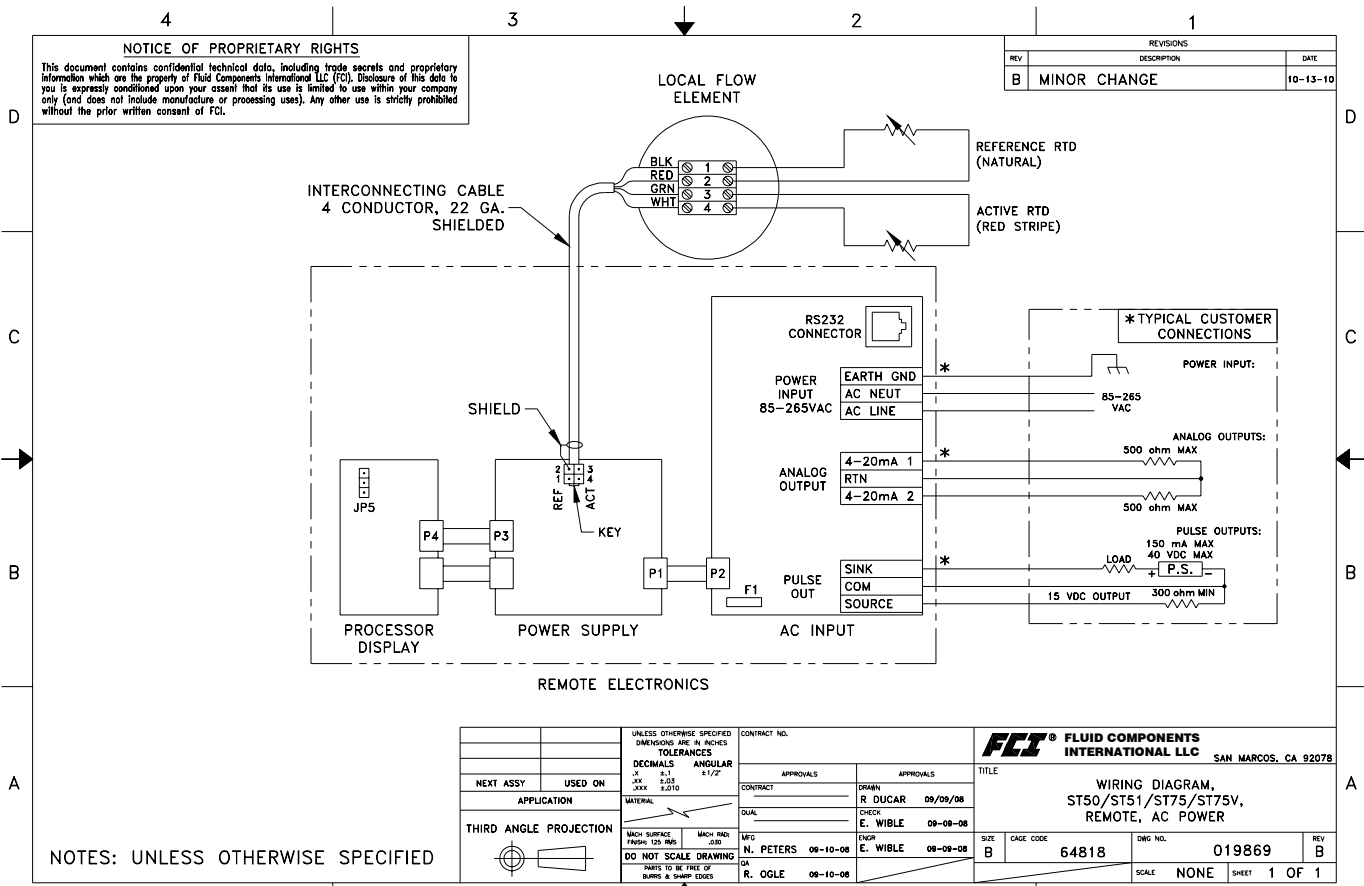 4 3 2 1
NOTICE OF PROPRIETARY RIGHTS
This document contains confidential technical data, including trade secrets and proprietary
information which are the property of Fluid Components International LLC (FCI). Disclosure of this data to
you is expressly conditioned upon your assent that its use is limited to use within your company
only (and does not include manufacture or processing uses). Any other use is strictly prohibited
without the prior written consent of FCI.
REVISIONS
REV DESCRIPTION DATE
B MINOR CHANGE 10-13-10
D D
LOCAL FLOW
ELEMENT
BLK 1
RED 2
GRN 3
WHT 4
REFERENCE RTD
(NATURAL)
ACTIVE RTD
(RED STRIPE)
INTERCONNECTING CABLE
4 CONDUCTOR, 22 GA.
SHIELDED
C C
RS232
CONNECTOR
POWER
INPUT
85-265VAC
EARTH GND *
AC NEUT
AC LINE
*TYPICAL CUSTOMER
CONNECTIONS
POWER INPUT:
85-265
VAC
SHIELD
ANALOG
OUTPUT
4-20mA 1 *
RTN
4-20mA 2
ANALOG OUTPUTS:
500 ohm MAX
500 ohm MAX
2 3
1 4
REF ACT
KEY
JP5
P4 P3
P1 P2
B B
F1
PULSE
OUT
SINK *
COM
SOURCE
PULSE OUTPUTS:
150 mA MAX
40 VDC MAX
LOAD + P.S. -
15 VDC OUTPUT 300 ohm MIN
PROCESSOR
DISPLAY
POWER SUPPLY
AC INPUT
REMOTE ELECTRONICS
A A
NOTES: UNLESS OTHERWISE SPECIFIED
NEXT ASSY USED ON
APPLICATION
THIRD ANGLE PROJECTION
UNLESS OTHERWISE SPECIFIED
DIMENSIONS ARE IN INCHES
TOLERANCES
DECIMALS ANGULAR
.X ±.1 ±1/2°
.XX ±.03
.XXX ±.010
MATERIAL
MACH SURFACE
FINISH: 125 RMS
MACH RAD:
.030
DO NOT SCALE DRAWING
PARTS TO BE FREE OF
BURRS & SHARP EDGES
CONTRACT NO.
APPROVALS APPROVALS
CONTRACT
DRAWN
R DUCAR 09/09/08
QUAL
CHECK
E. WIBLE 09-09-08
MFG
N. PETERS 09-10-08
ENGR
E. WIBLE 09-09-08
QA
R. OGLE 09-10-08
FCI® FLUID COMPONENTS
INTERNATIONAL LLC
SAN MARCOS, CA 92078
TITLE
WIRING DIAGRAM,
ST50/ST51/ST75/ST75V,
REMOTE, AC POWER
SIZE
B
CAGE CODE
64818
DWG NO.
019869
REV
B
SCALE NONE SHEET 1 OF 1